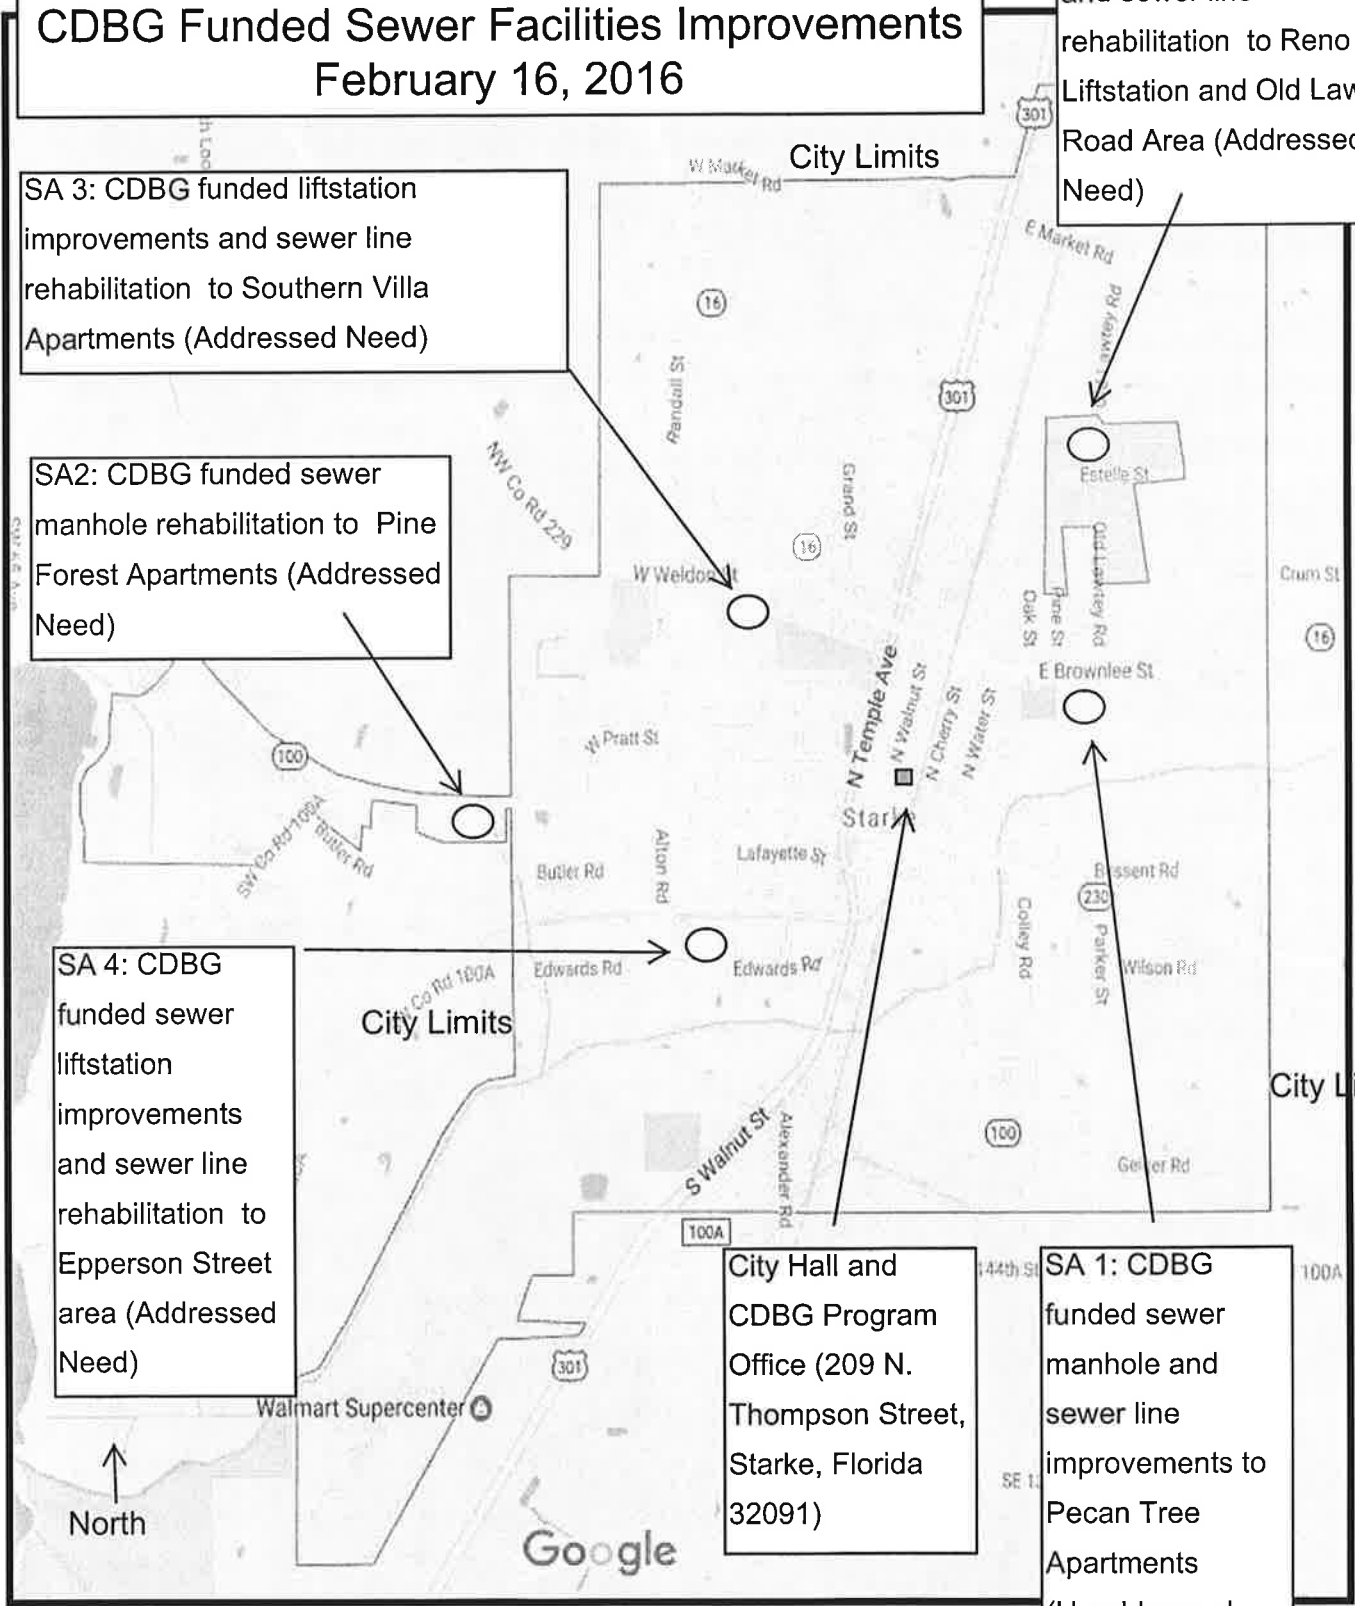 CDBG Funded Sewer Facilities Improvements
February 16, 2016
rehabilitation to Reno
Liftstation and Old
Road Area
Need)
301
City Limits
W Market Rd
SA 3: CDBG funded liftstation
improvements and sewer line
rehabilitation to Southern Villa
Apartments (Addressed Need)
E Market Rd
16
Randall St
301
SA2: CDBG funded sewer
manhole rehabilitation to Pine
Forest Apartments (Addressed
Need)
NW Co Rd 229
Grand St
16
Estelle St
W Weldon St
Old Lawtey Rd
Oak St
Pine St
Crum St
16
E Brownlee St
N Temple Ave
N Walnut St
N Cherry St
N Water St
W Pratt St
100
SW Co Rd 100A
Butler Rd
Starke
Lafayette St
Butler Rd
Alton Rd
Bessent Rd
230
Colley Rd
Parker St
Wilson Rd
SA 4: CDBG
funded sewer
liftstation
improvements
and sewer line
rehabilitation to
Epperson Street
area (Addressed
Need)
Edwards Rd
Edwards Rd
Co Rd 100A
City Limits
City
100
S Walnut St
Alexander Rd
100A
City Hall and
CDBG Program
Office (209 N.
Thompson Street,
Starke, Florida
32091)
144th St
SA 1: CDBG
funded sewer
manhole and
sewer line
improvements to
Pecan Tree
Apartments
100A
301
Walmart Supercenter
SE
North
Google